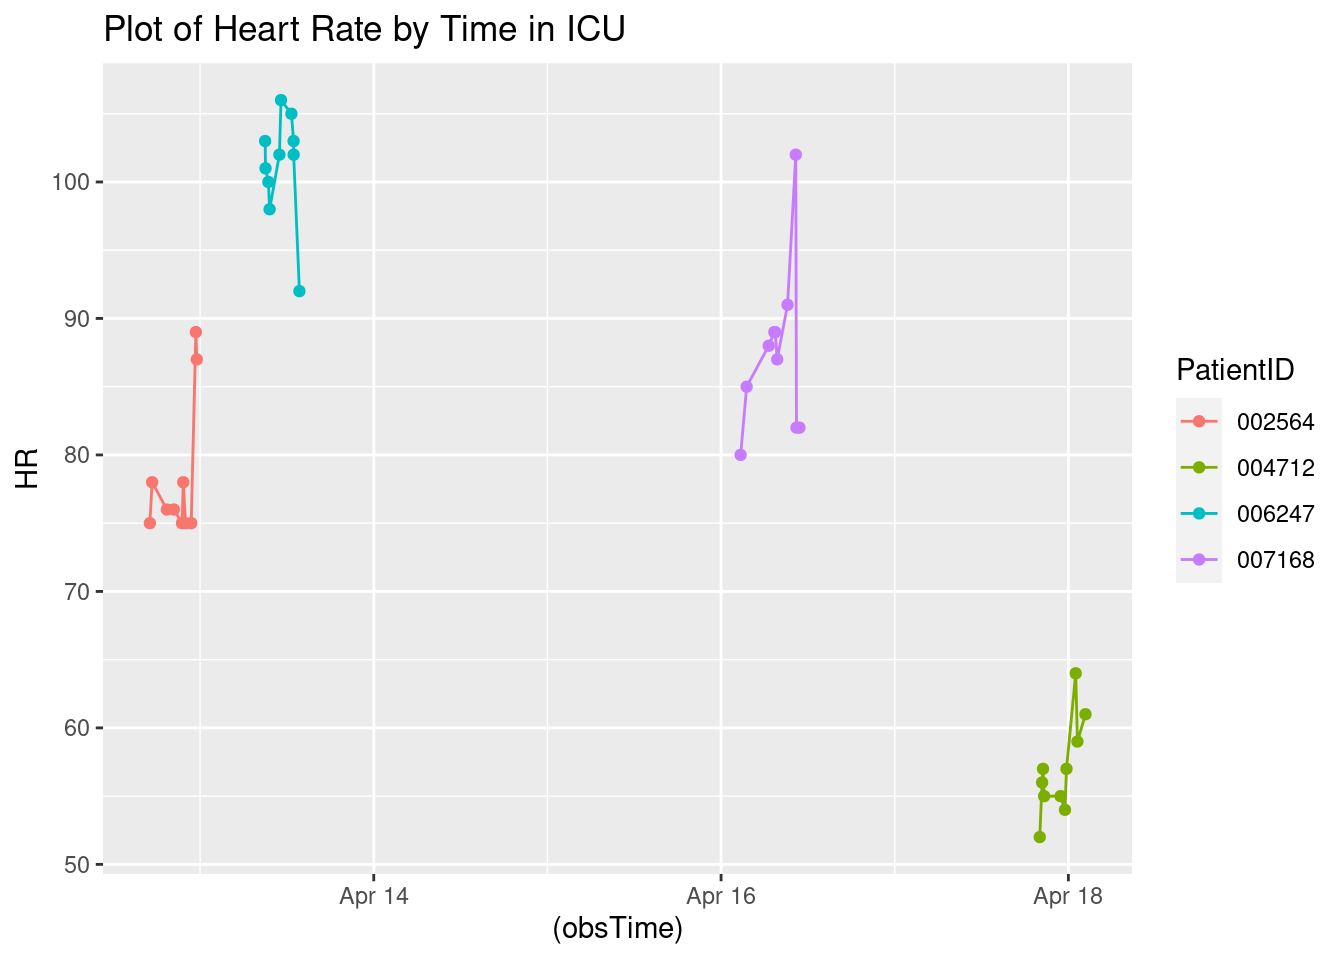 Plot of Heart Rate by Time in ICU
HR
100
90
80
70
60
50
Apr 14
Apr 16
Apr 18
(obsTime)
PatientID
002564
004712
006247
007168